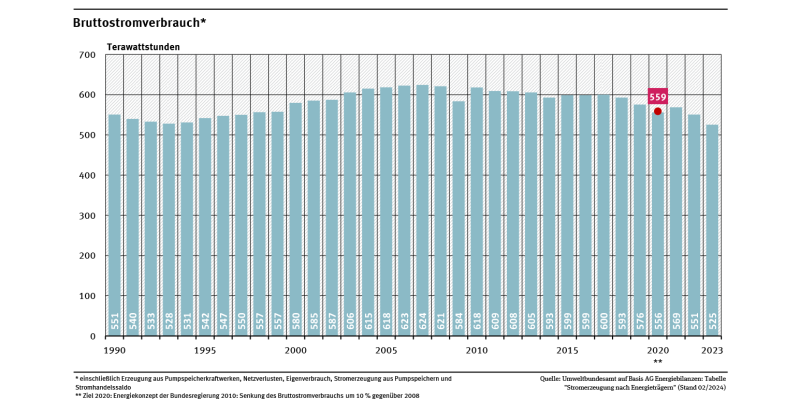 Bruttostromverbrauch*
Terawattstunden
700
600
500
400
300
200
100
0
559
551 540 533 528 531 542 547 550 557 557 580 585 587 606 615 618 623 624 621 584 618 609 608 605 593 599 599 600 593 576 556 569 551 525
1990 1995 2000 2005 2010 2015 2020 2023
**
* einschließlich Erzeugung aus Pumpspeicherkraftwerken, Netzverlusten, Eigenverbrauch, Stromerzeugung aus Pumpspeichern und
Stromhandelssaldo
** Ziel 2020: Energiekonzept der Bundesregierung 2010: Senkung des Bruttostromverbrauchs um 10 % gegenüber 2008
Quelle: Umweltbundesamt auf Basis AG Energiebilanzen: Tabelle
"Stromerzeugung nach Energieträgern" (Stand 02/2024)